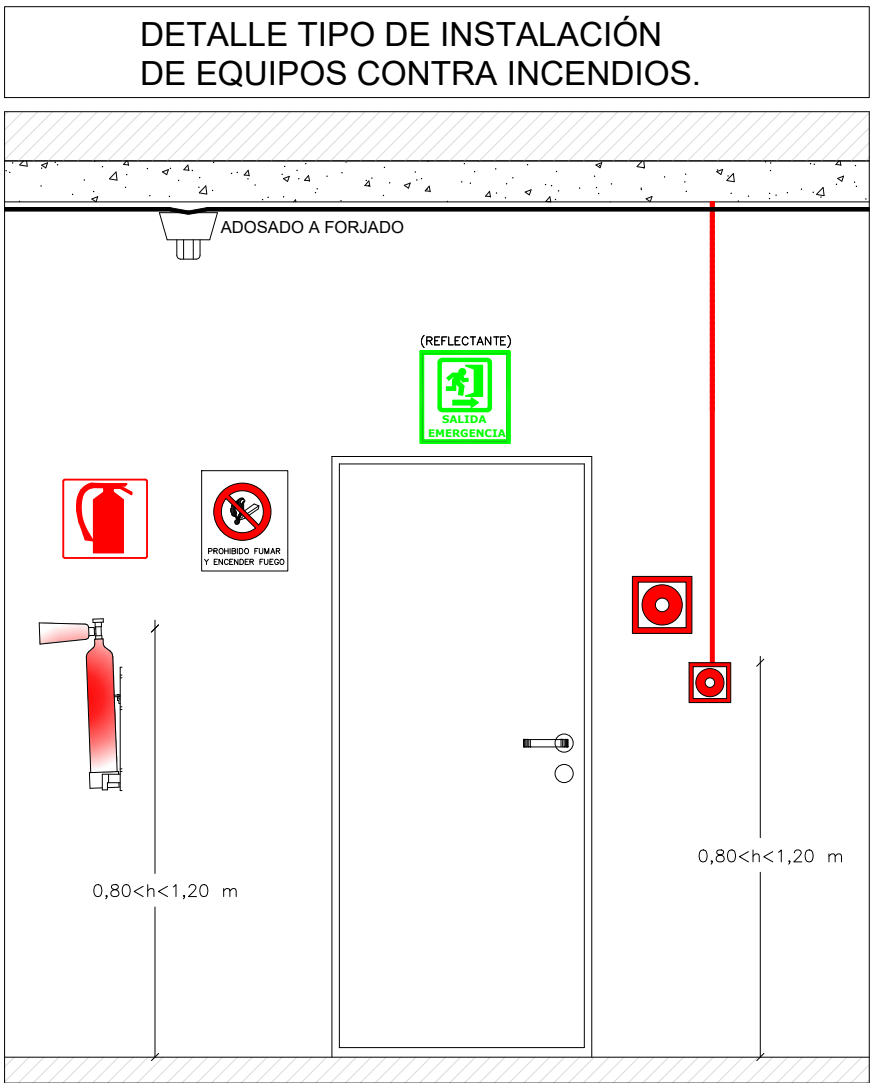 DETALLE TIPO DE INSTALACIÓN
DE EQUIPOS CONTRA INCENDIOS.
ADOSADO A FORJADO
(REFLECTANTE)
SALIDA
EMERGENCIA
PROHIBIDO FUMAR
Y ENCENDER FUEGO
0,80<h<1,20 m
0,80<h<1,20 m